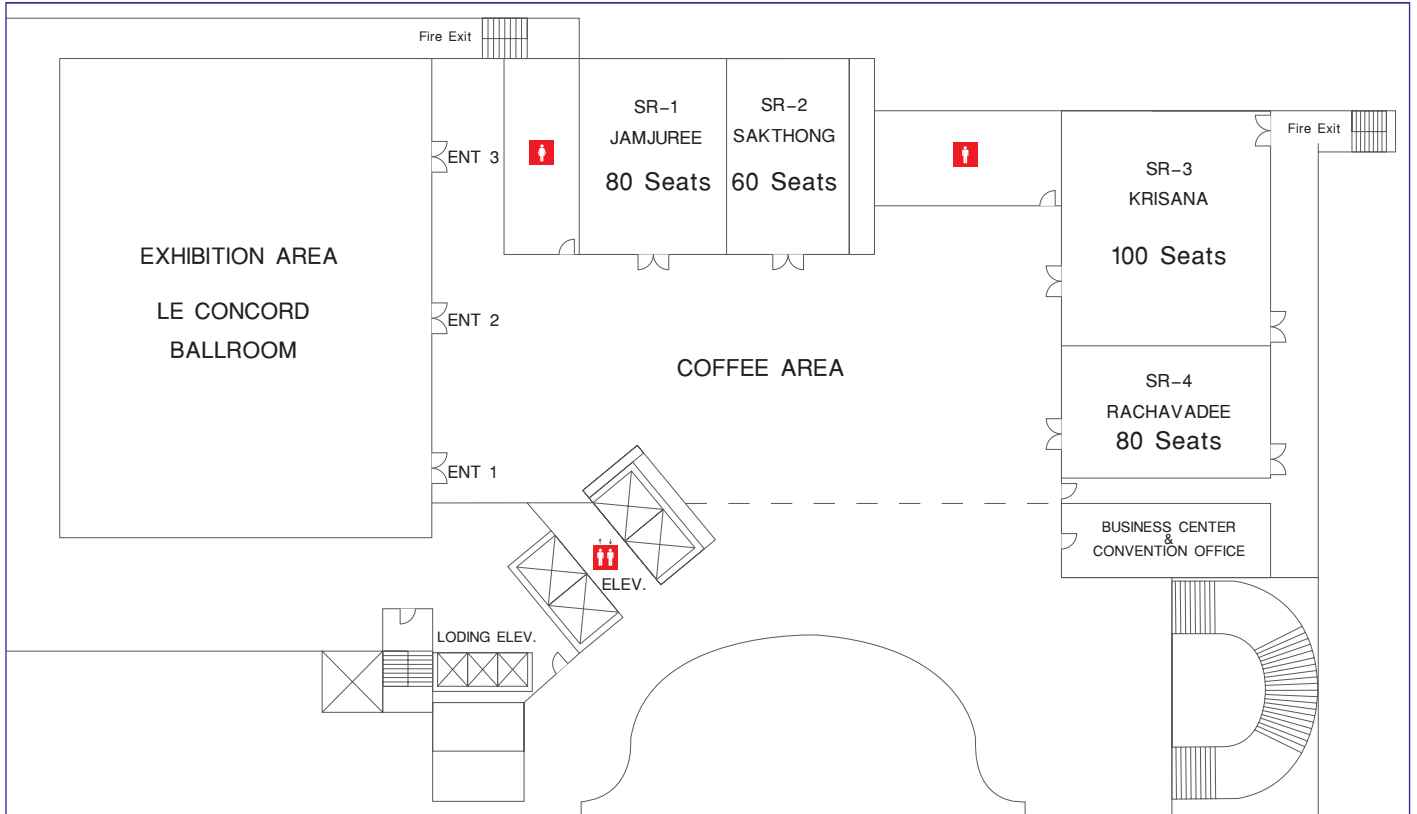 Fire Exit
SR-1
JAMJUREE
80 Seats
SR-2
SAKTHONG
60 Seats
Fire Exit
SR-3
KRISANA
100 Seats
ENT 3
EXHIBITION AREA
LE CONCORD
BALLROOM
ENT 2
COFFEE AREA
SR-4
RACHAVADEE
80 Seats
ENT 1
BUSINESS CENTER
&
CONVENTION OFFICE
ELEV.
LODING ELEV.